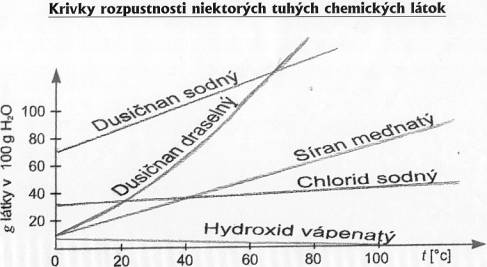 Krivky rozpustnosti niektorých tuhých chemických látok
g látky v 100g H₂O
100
80
60
40
20
Dusičnan sodný
Dusičnan draselný
Síran meďnatý
Chlorid sodný
Hydroxid vápenatý
0 20 40 60 80 100 t [°c]